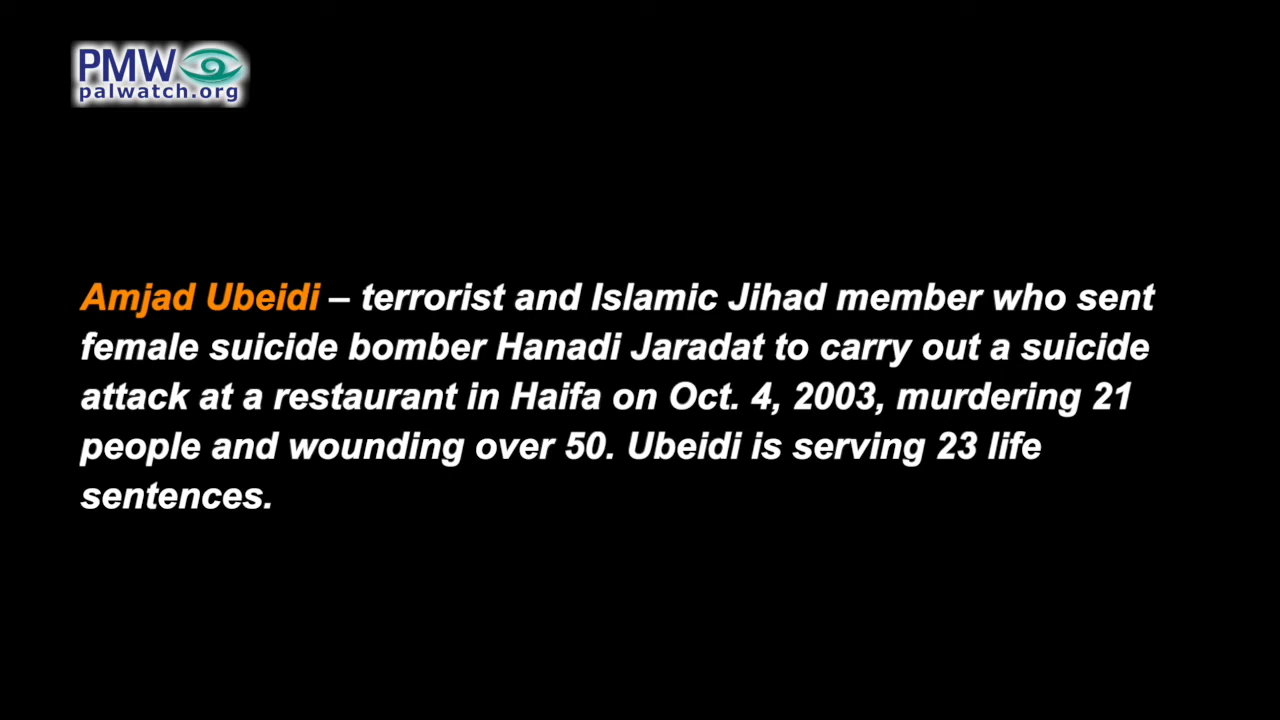 PMW
palwatch.org
Amjad Ubeidi – terrorist and Islamic Jihad member who sent
female suicide bomber Hanadi Jaradat to carry out a suicide
attack at a restaurant in Haifa on Oct. 4, 2003, murdering 21
people and wounding over 50. Ubeidi is serving 23 life
sentences.